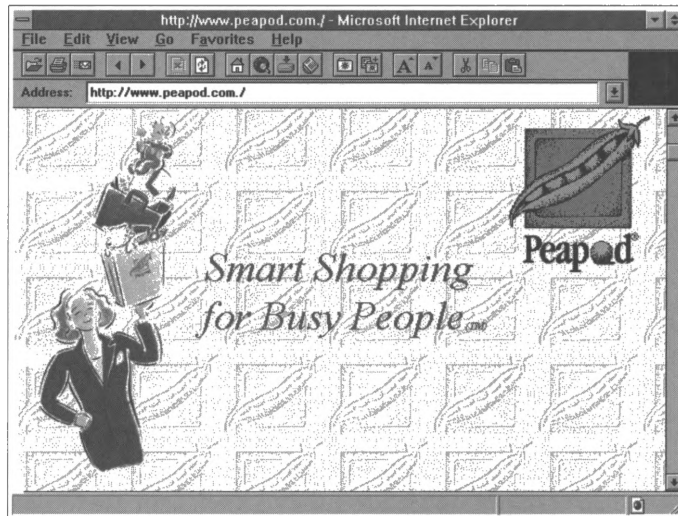 http://www.peapod.com./ - Microsoft Internet Explorer
File Edit View Go Favorites Help
Address: http://www.peapod.com./
Peapod®
Smart Shopping
for Busy People(TM)